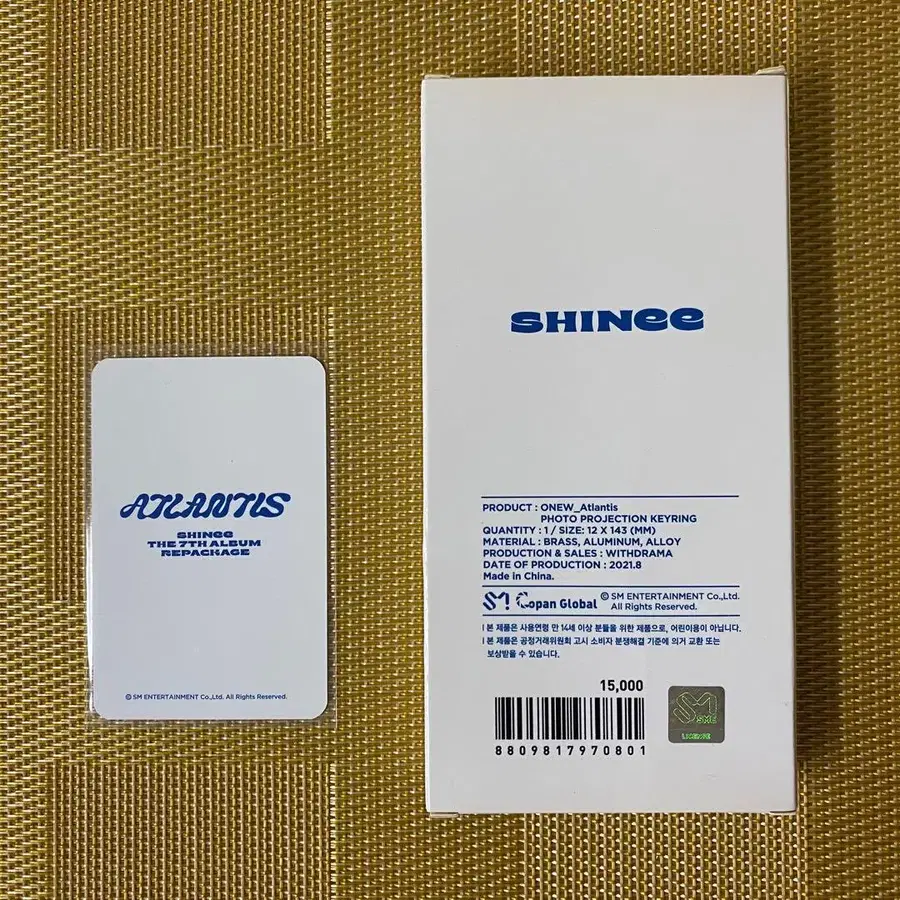 ATLANTIS
SHINee
THE 7TH ALBUM
REPACKAGE
© SM ENTERTAINMENT Co.,Ltd. All Rights Reserved.
SHINee
PRODUCT : ONEW_Atlantis
PHOTO PROJECTION KEYRING
QUANTITY : 1 / SIZE: 12 X 143 (MM)
MATERIAL : BRASS, ALUMINUM, ALLOY
PRODUCTION & SALES : WITHDRAMA
DATE OF PRODUCTION : 2021.8
Made in China.
SM Copan Global © SM ENTERTAINMENT Co.,Ltd.
All Rights Reserved.
본 제품은 사용연령 만 14세 이상 분들을 위한 제품으로, 어린이용이 아닙니다.
본 제품은 공정거래위원회 고시 소비자 분쟁해결 기준에 의거 교환 또는
보상받을 수 있습니다.
15,000
8809817970801
SM
SMC
LICENSE